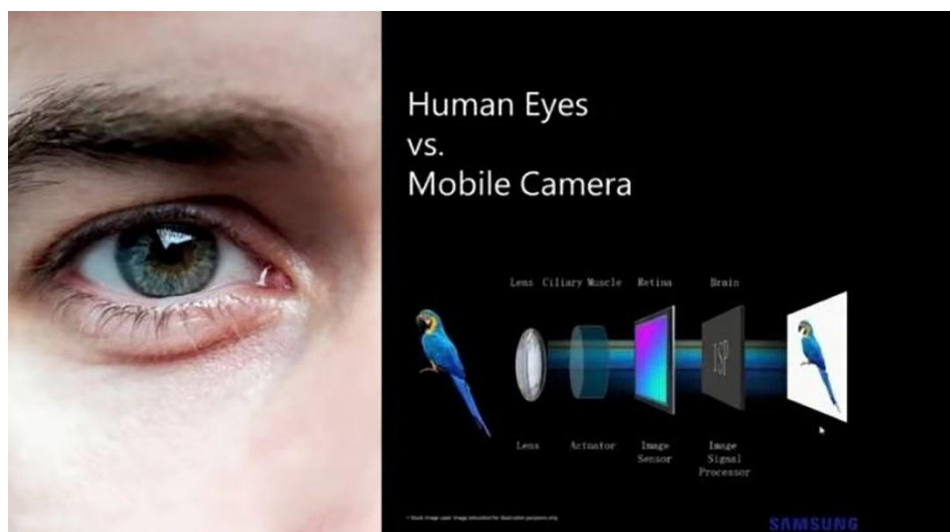 Human Eyes
vs.
Mobile Camera
Lens Ciliary Muscle Retina Brain
ISP
Lens Actuator Image Sensor Image Signal Processor
SAMSUNG